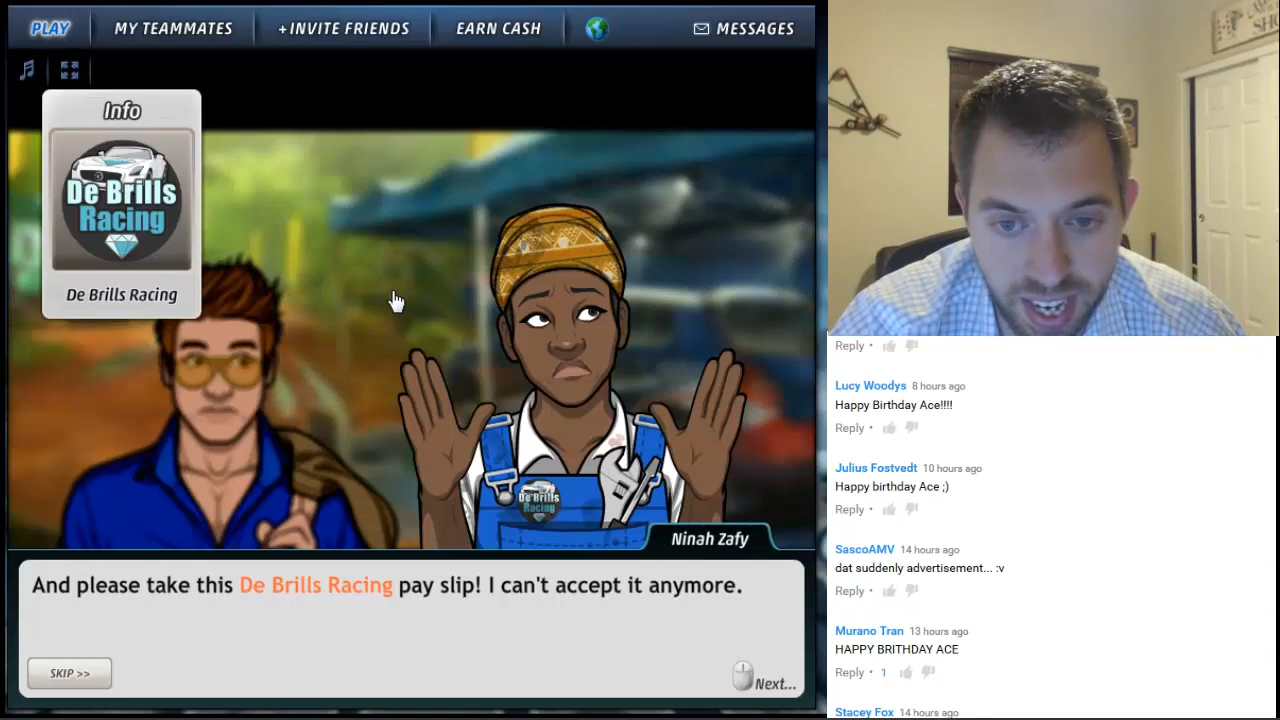 PLAY
MY TEAMMATES
+INVITE FRIENDS
EARN CASH
MESSAGES
Info
De Brills
Racing
De Brills Racing
De Brills
Racing
Ninah Zafy
And please take this De Brills Racing pay slip! I can't accept it anymore.
SKIP >>
Next...
Reply •
Lucy Woodys 8 hours ago
Happy Birthday Ace!!!!
Reply •
Julius Fostvedt 10 hours ago
Happy birthday Ace ;)
Reply •
SascoAMV 14 hours ago
dat suddenly advertisement... :v
Reply •
Murano Tran 13 hours ago
HAPPY BRITHDAY ACE
Reply • 1
Stacey Fox 14 hours ago